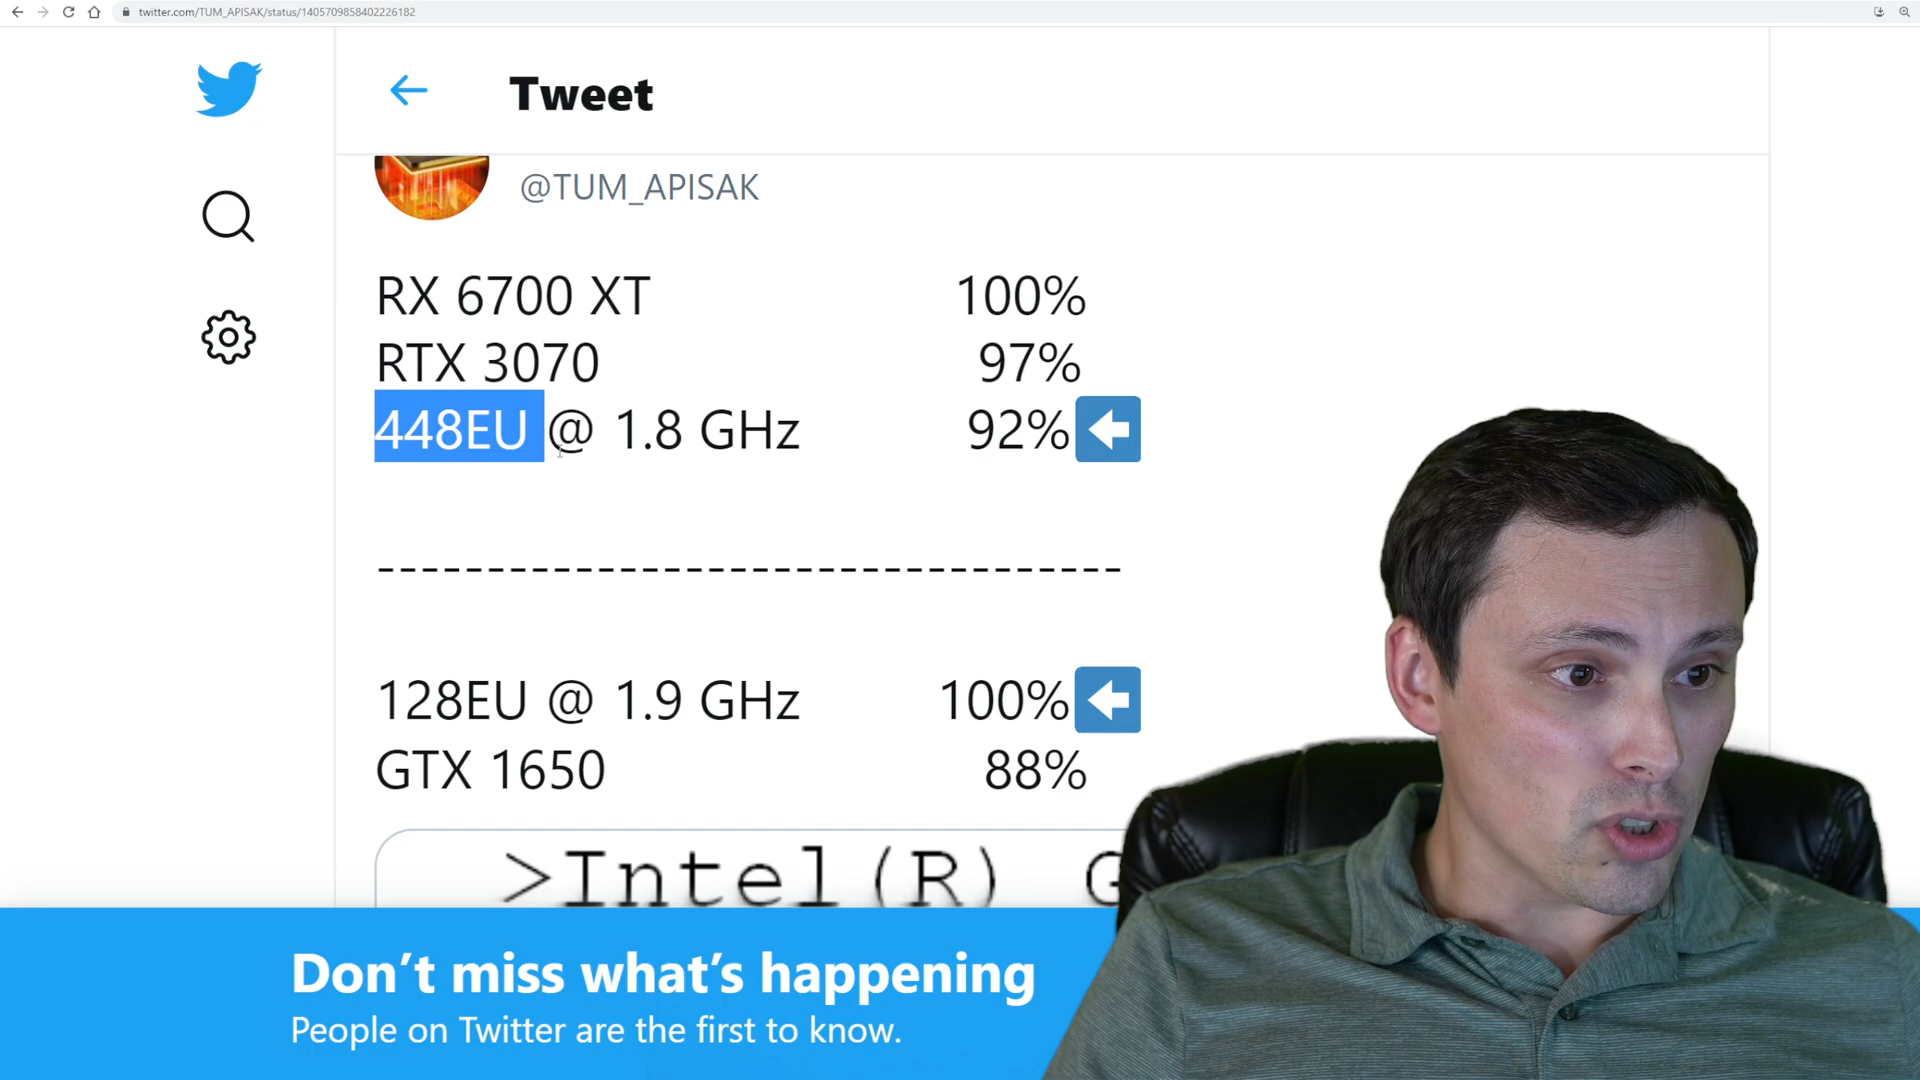 twitter.com/TUM_APISAK/status/1405709858402226182
Tweet
@TUM_APISAK
RX 6700 XT 100%
RTX 3070 97%
448EU @ 1.8 GHz 92%
---------------------------------
128EU @ 1.9 GHz 100%
GTX 1650 88%
>Intel(R) G
Don't miss what's happening
People on Twitter are the first to know.